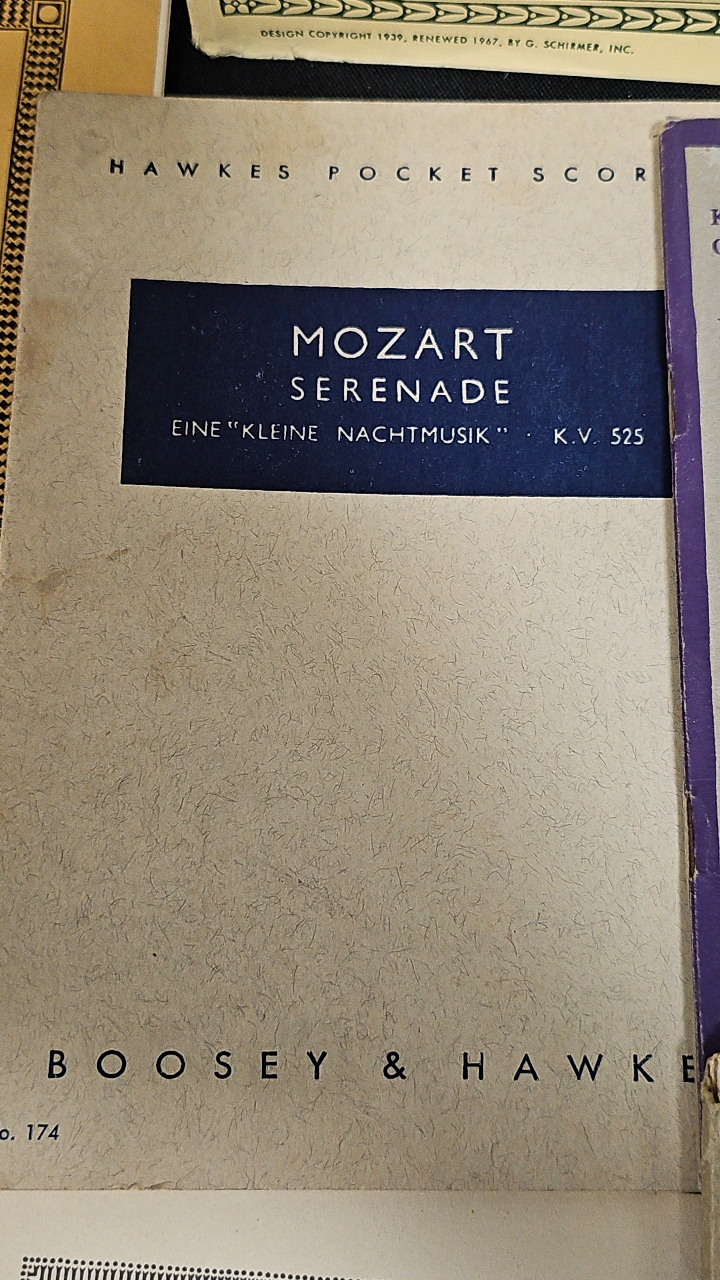 DESIGN COPYRIGHT 1939, RENEWED 1967, BY G. SCHIRMER, INC.
HAWKES POCKET SCOR
MOZART
SERENADE
EINE "KLEINE NACHTMUSIK" · K.V. 525
BOOSEY & HAWKE
o. 174
K